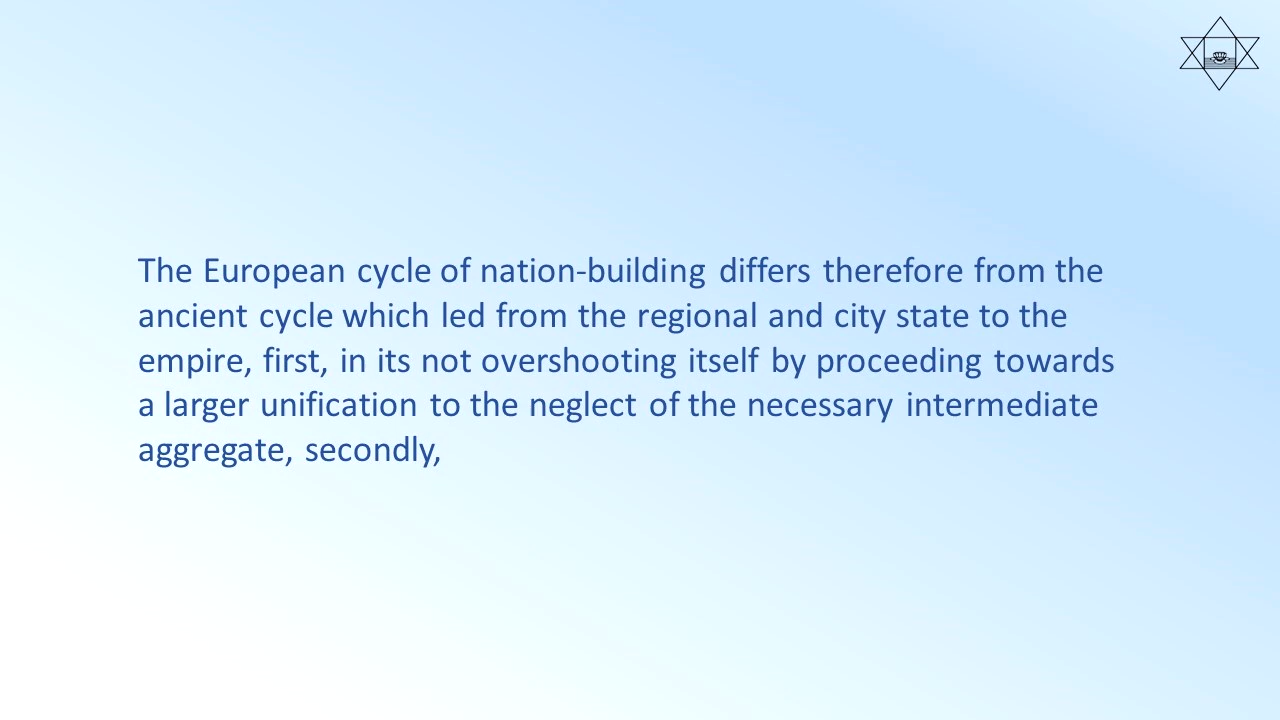 The European cycle of nation-building differs therefore from the
ancient cycle which led from the regional and city state to the
empire, first, in its not overshooting itself by proceeding towards
a larger unification to the neglect of the necessary intermediate
aggregate, secondly,